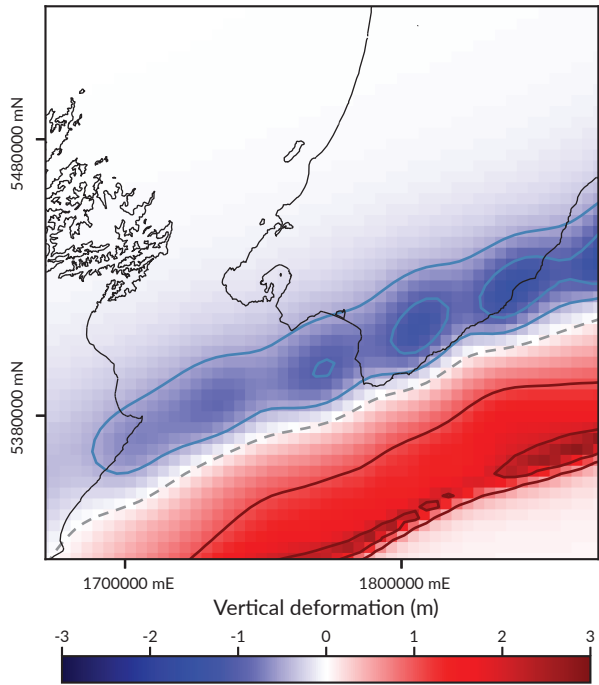 5480000 mN
5380000 mN
1700000 mE
1800000 mE
Vertical deformation (m)
-3 -2 -1 0 1 2 3